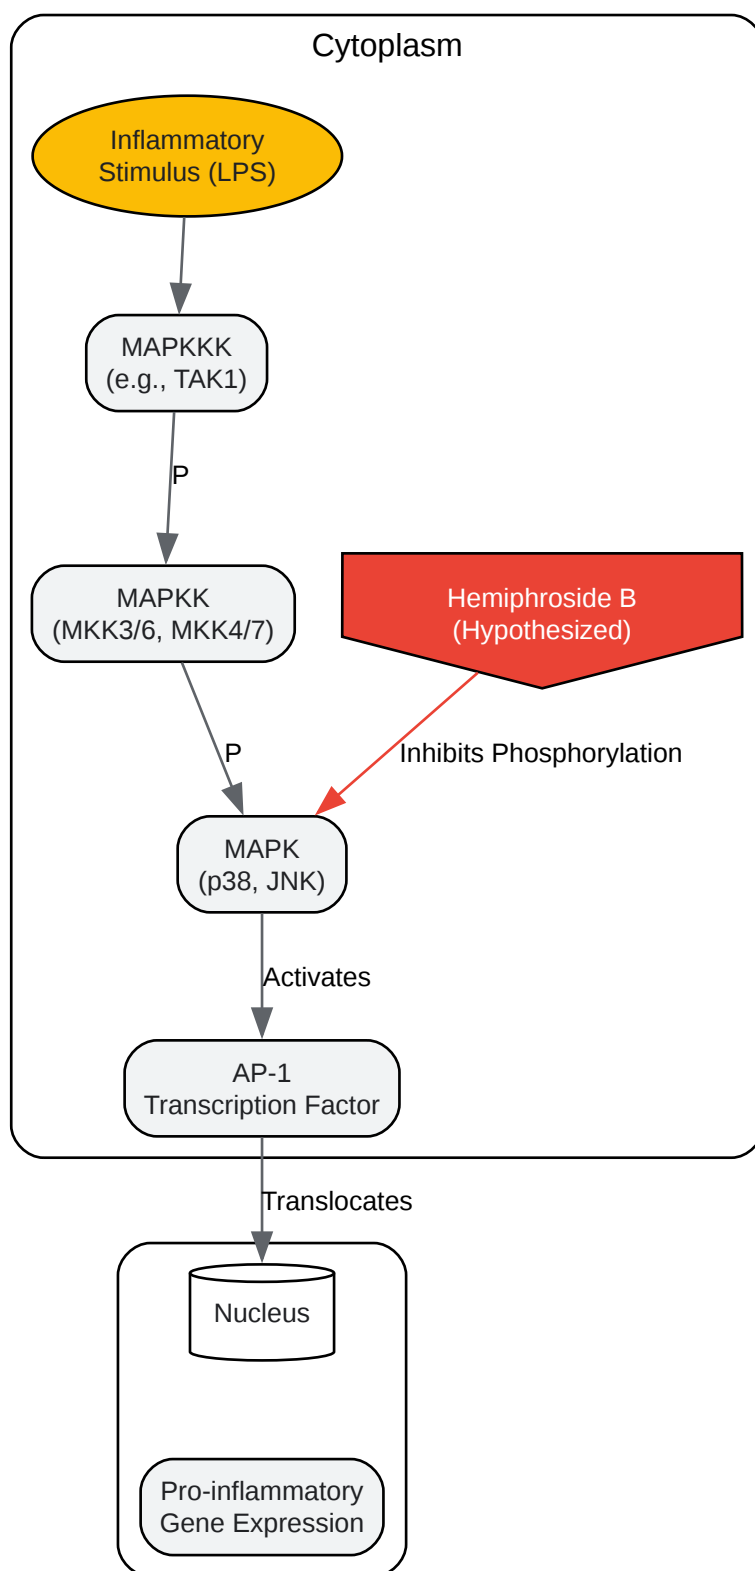 Cytoplasm
Inflammatory
Stimulus (LPS)
MAPKKK
(e.g., TAK1)
P
MAPKK
(MKK3/6, MKK4/7)
Hemiphroside B
(Hypothesized)
P
Inhibits Phosphorylation
MAPK
(p38, JNK)
Activates
AP-1
Transcription Factor
Translocates
Nucleus
Pro-inflammatory
Gene Expression